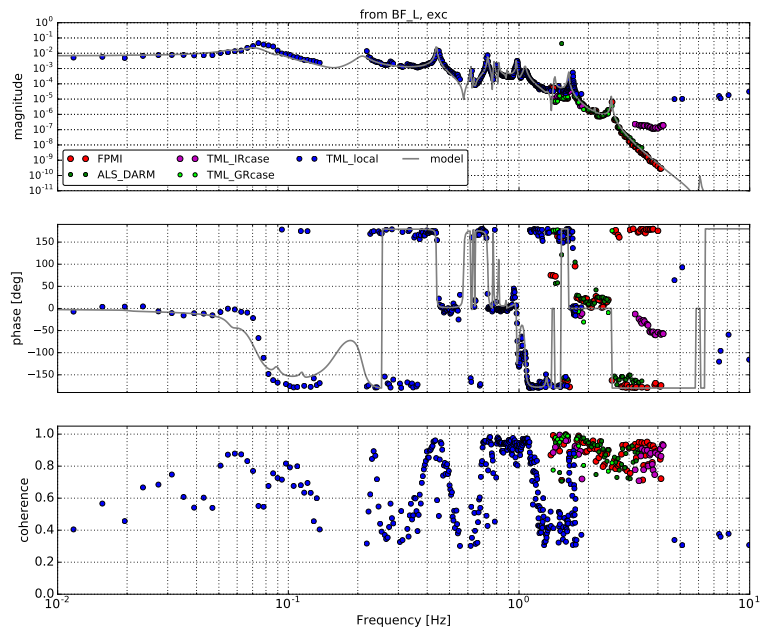 from BF_L, exc
magnitude
10^0
10^-1
10^-2
10^-3
10^-4
10^-5
10^-6
10^-7
10^-8
10^-9
10^-10
10^-11
FPMI
ALS_DARM
TML_IRcase
TML_GRcase
TML_local
model
phase [deg]
150
100
50
0
−50
−100
−150
coherence
1.0
0.8
0.6
0.4
0.2
0.0
10^-2 10^-1 10^0 10^1
Frequency [Hz]